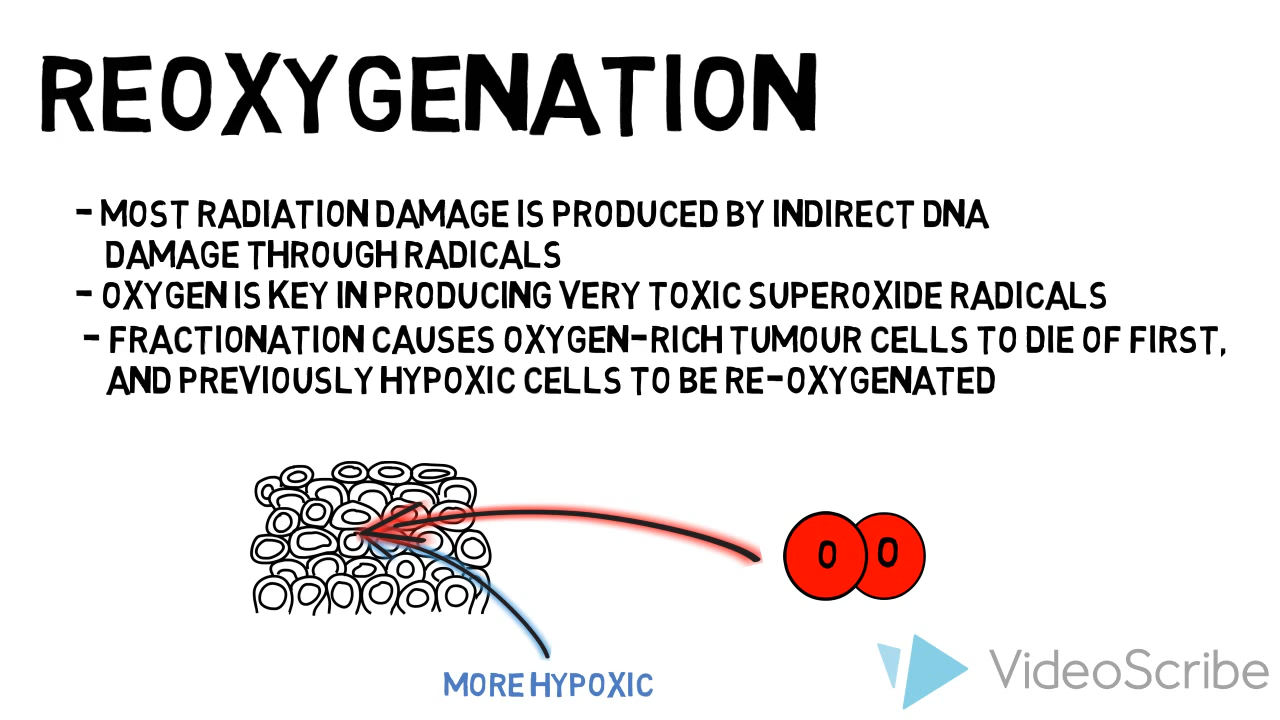 REOXYGENATION
- MOST RADIATION DAMAGE IS PRODUCED BY INDIRECT DNA
DAMAGE THROUGH RADICALS
- OXYGEN IS KEY IN PRODUCING VERY TOXIC SUPEROXIDE RADICALS
- FRACTIONATION CAUSES OXYGEN-RICH TUMOUR CELLS TO DIE OF FIRST,
AND PREVIOUSLY HYPOXIC CELLS TO BE RE-OXYGENATED
O O
MORE HYPOXIC
VideoScribe